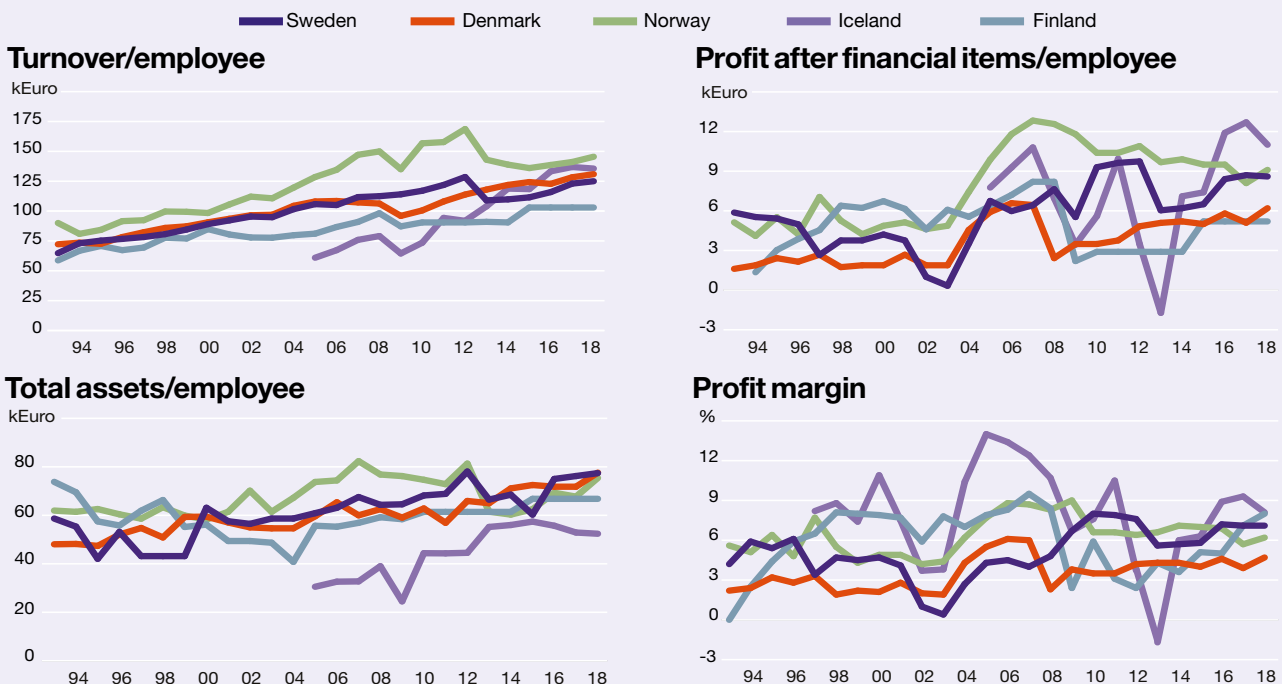 Sweden Denmark Norway Iceland Finland
Turnover/employee
kEuro
175
150
125
100
75
50
25
0
94 96 98 00 02 04 06 08 10 12 14 16 18
Profit after financial items/employee
kEuro
12
9
6
3
0
-3
94 96 98 00 02 04 06 08 10 12 14 16 18
Total assets/employee
kEuro
80
60
40
20
0
94 96 98 00 02 04 06 08 10 12 14 16 18
Profit margin
%
12
9
6
3
0
-3
94 96 98 00 02 04 06 08 10 12 14 16 18